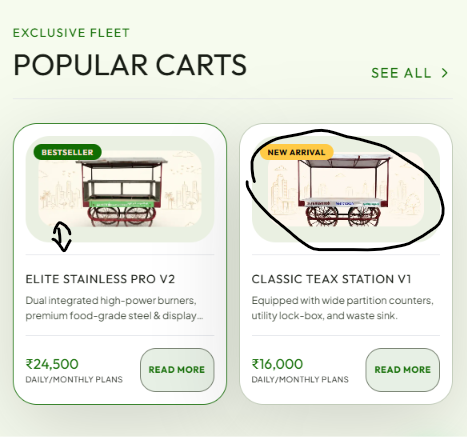 EXCLUSIVE FLEET
POPULAR CARTS
SEE ALL
BESTSELLER
NEW ARRIVAL
ELITE STAINLESS PRO V2
CLASSIC TEAX STATION V1
Dual integrated high-power burners,
premium food-grade steel & display...
Equipped with wide partition counters,
utility lock-box, and waste sink.
₹24,500
DAILY/MONTHLY PLANS
READ MORE
₹16,000
DAILY/MONTHLY PLANS
READ MORE